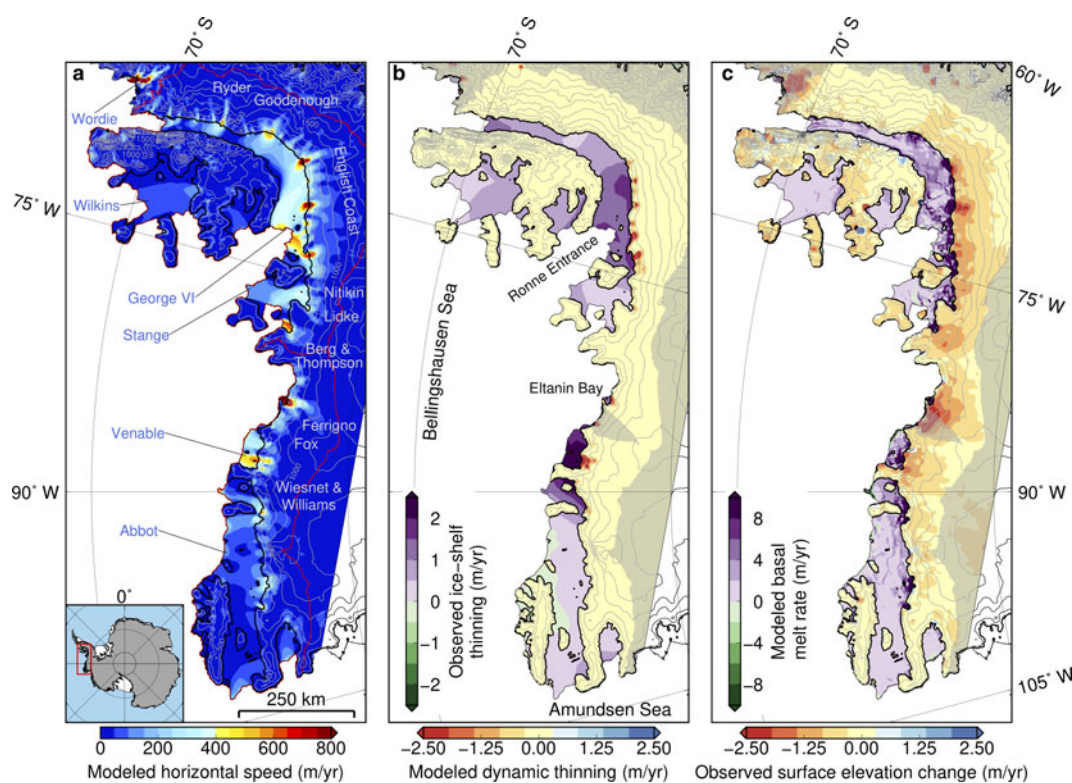 70° S
a
Ryder
Goodenough
1500
1000
Wordie
English Coast
75° S
Wilkins
George VI
Stange
1000
Nitikin
Lidke
Berg &
Thompson
Venable
Ferrigno
Fox
1000
90° W
Wiesnet &
Williams
Abbot
0°
250 km
0 200 400 600 800
Modeled horizontal speed (m/yr)
70° S
b
Ronne Entrance
Bellingshausen Sea
Eltanin Bay
2
1
0
−1
−2
Observed ice−shelf
thinning (m/yr)
Amundsen Sea
−2.50 −1.25 0.00 1.25 2.50
Modeled dynamic thinning (m/yr)
c
60° W
75° W
90° W
105° W
8
4
0
−4
−8
Modeled basal
melt rate (m/yr)
−2.50 −1.25 0.00 1.25 2.50
Observed surface elevation change (m/yr)